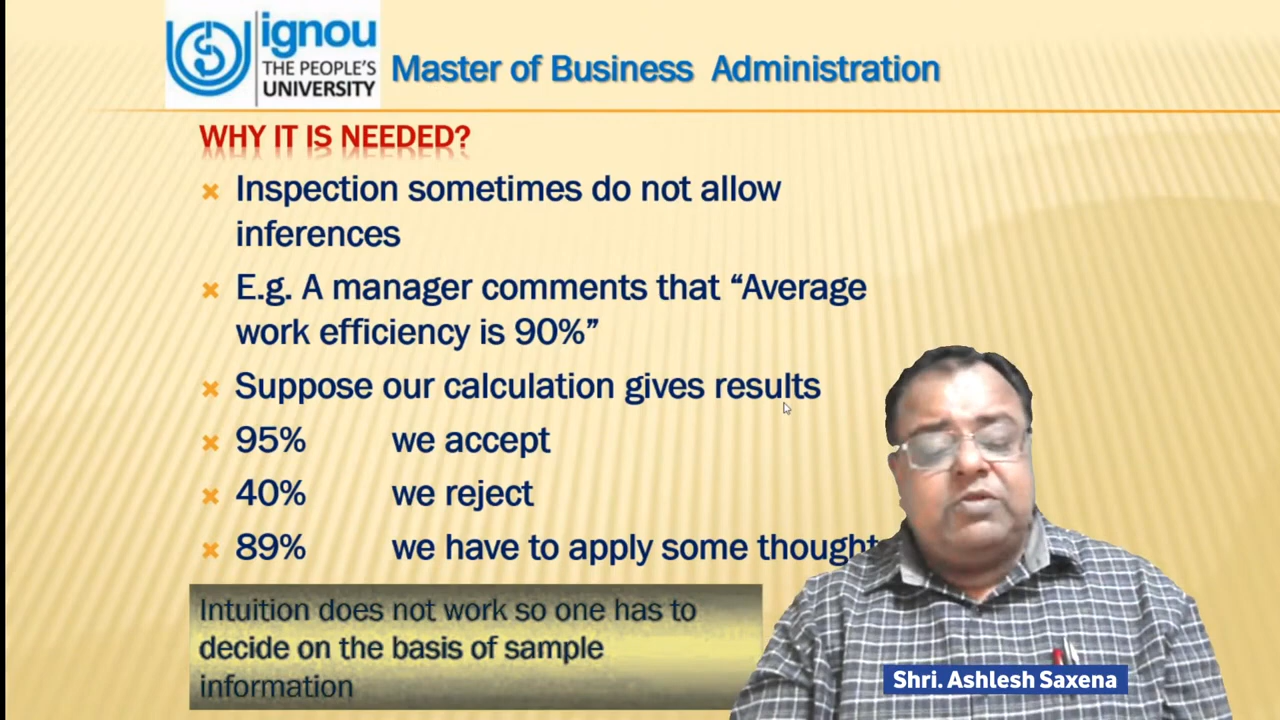 ignou
THE PEOPLE'S
UNIVERSITY
Master of Business Administration
WHY IT IS NEEDED?
Inspection sometimes do not allow
inferences
E.g. A manager comments that “Average
work efficiency is 90%”
Suppose our calculation gives results
95% we accept
40% we reject
89% we have to apply some thought
Intuition does not work so one has to
decide on the basis of sample
information
Shri. Ashlesh Saxena